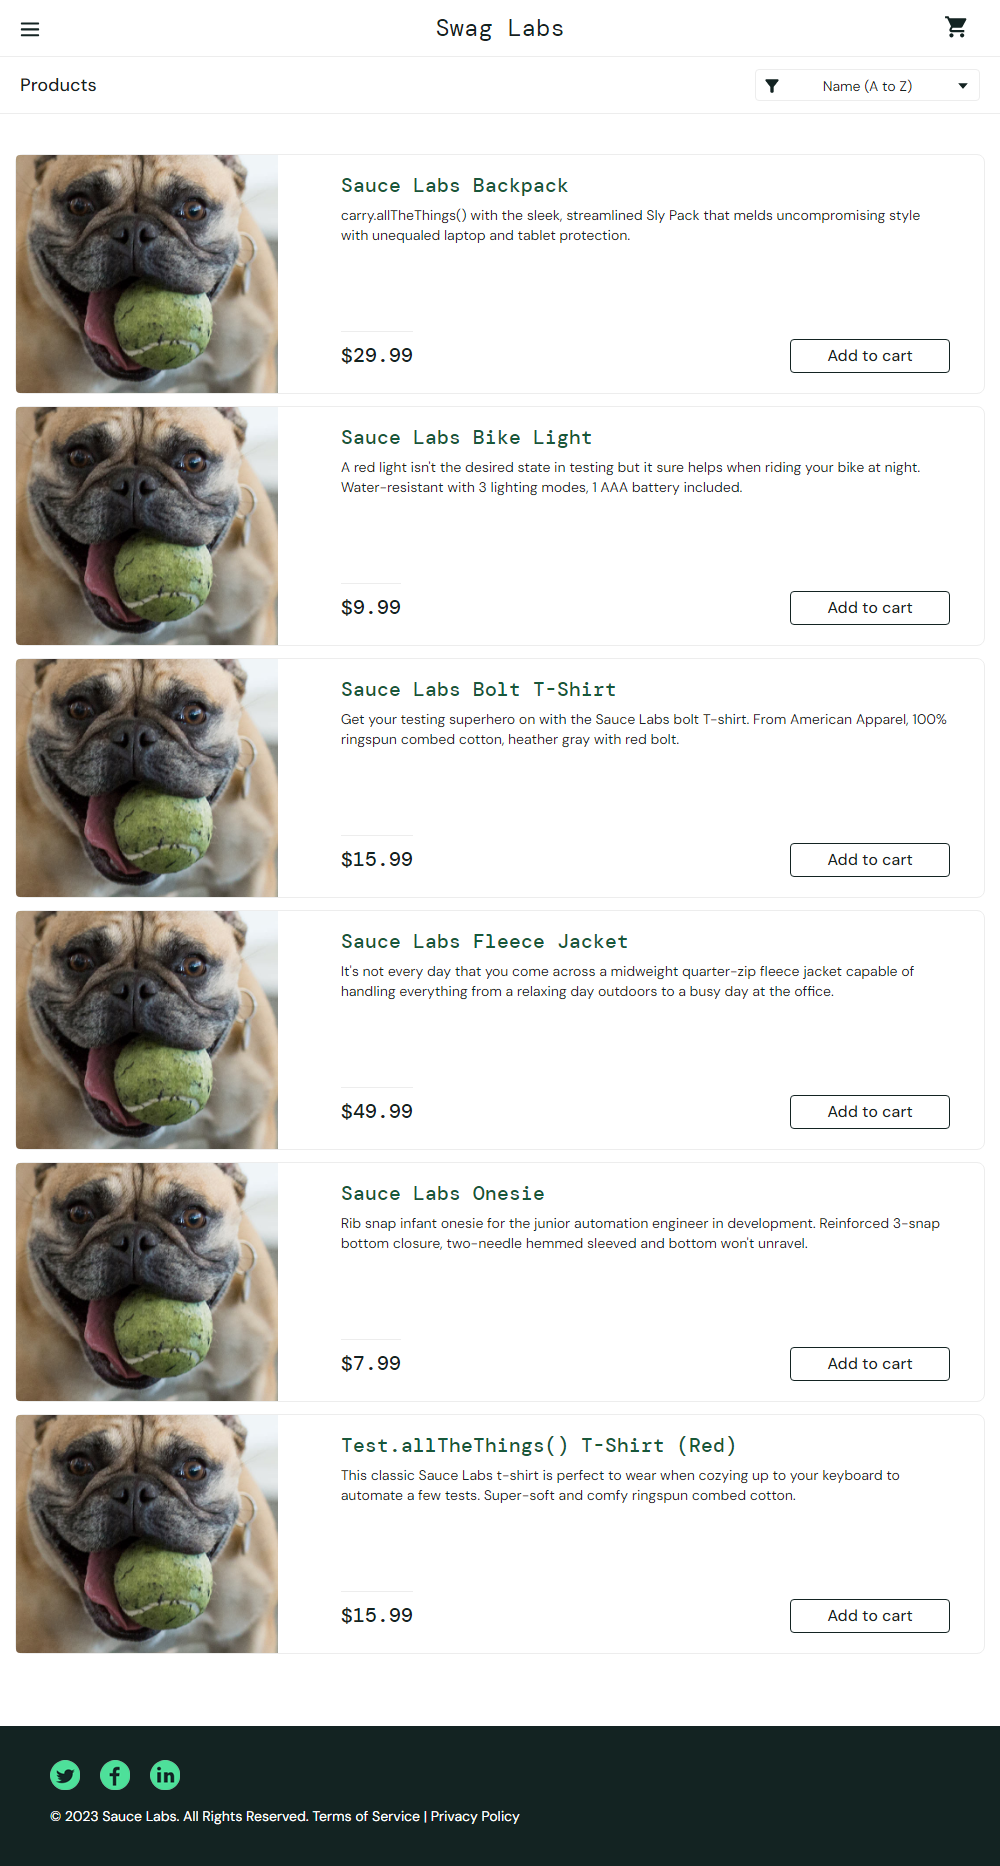 Swag Labs
Products
Name (A to Z)
Sauce Labs Backpack
carry.allTheThings() with the sleek, streamlined Sly Pack that melds uncompromising style
with unequaled laptop and tablet protection.
$29.99
Add to cart
Sauce Labs Bike Light
A red light isn't the desired state in testing but it sure helps when riding your bike at night.
Water-resistant with 3 lighting modes, 1 AAA battery included.
$9.99
Add to cart
Sauce Labs Bolt T-Shirt
Get your testing superhero on with the Sauce Labs bolt T-shirt. From American Apparel, 100%
ringspun combed cotton, heather gray with red bolt.
$15.99
Add to cart
Sauce Labs Fleece Jacket
It's not every day that you come across a midweight quarter-zip fleece jacket capable of
handling everything from a relaxing day outdoors to a busy day at the office.
$49.99
Add to cart
Sauce Labs Onesie
Rib snap infant onesie for the junior automation engineer in development. Reinforced 3-snap
bottom closure, two-needle hemmed sleeved and bottom won't unravel.
$7.99
Add to cart
Test.allTheThings() T-Shirt (Red)
This classic Sauce Labs t-shirt is perfect to wear when cozying up to your keyboard to
automate a few tests. Super-soft and comfy ringspun combed cotton.
$15.99
Add to cart
© 2023 Sauce Labs. All Rights Reserved. Terms of Service | Privacy Policy